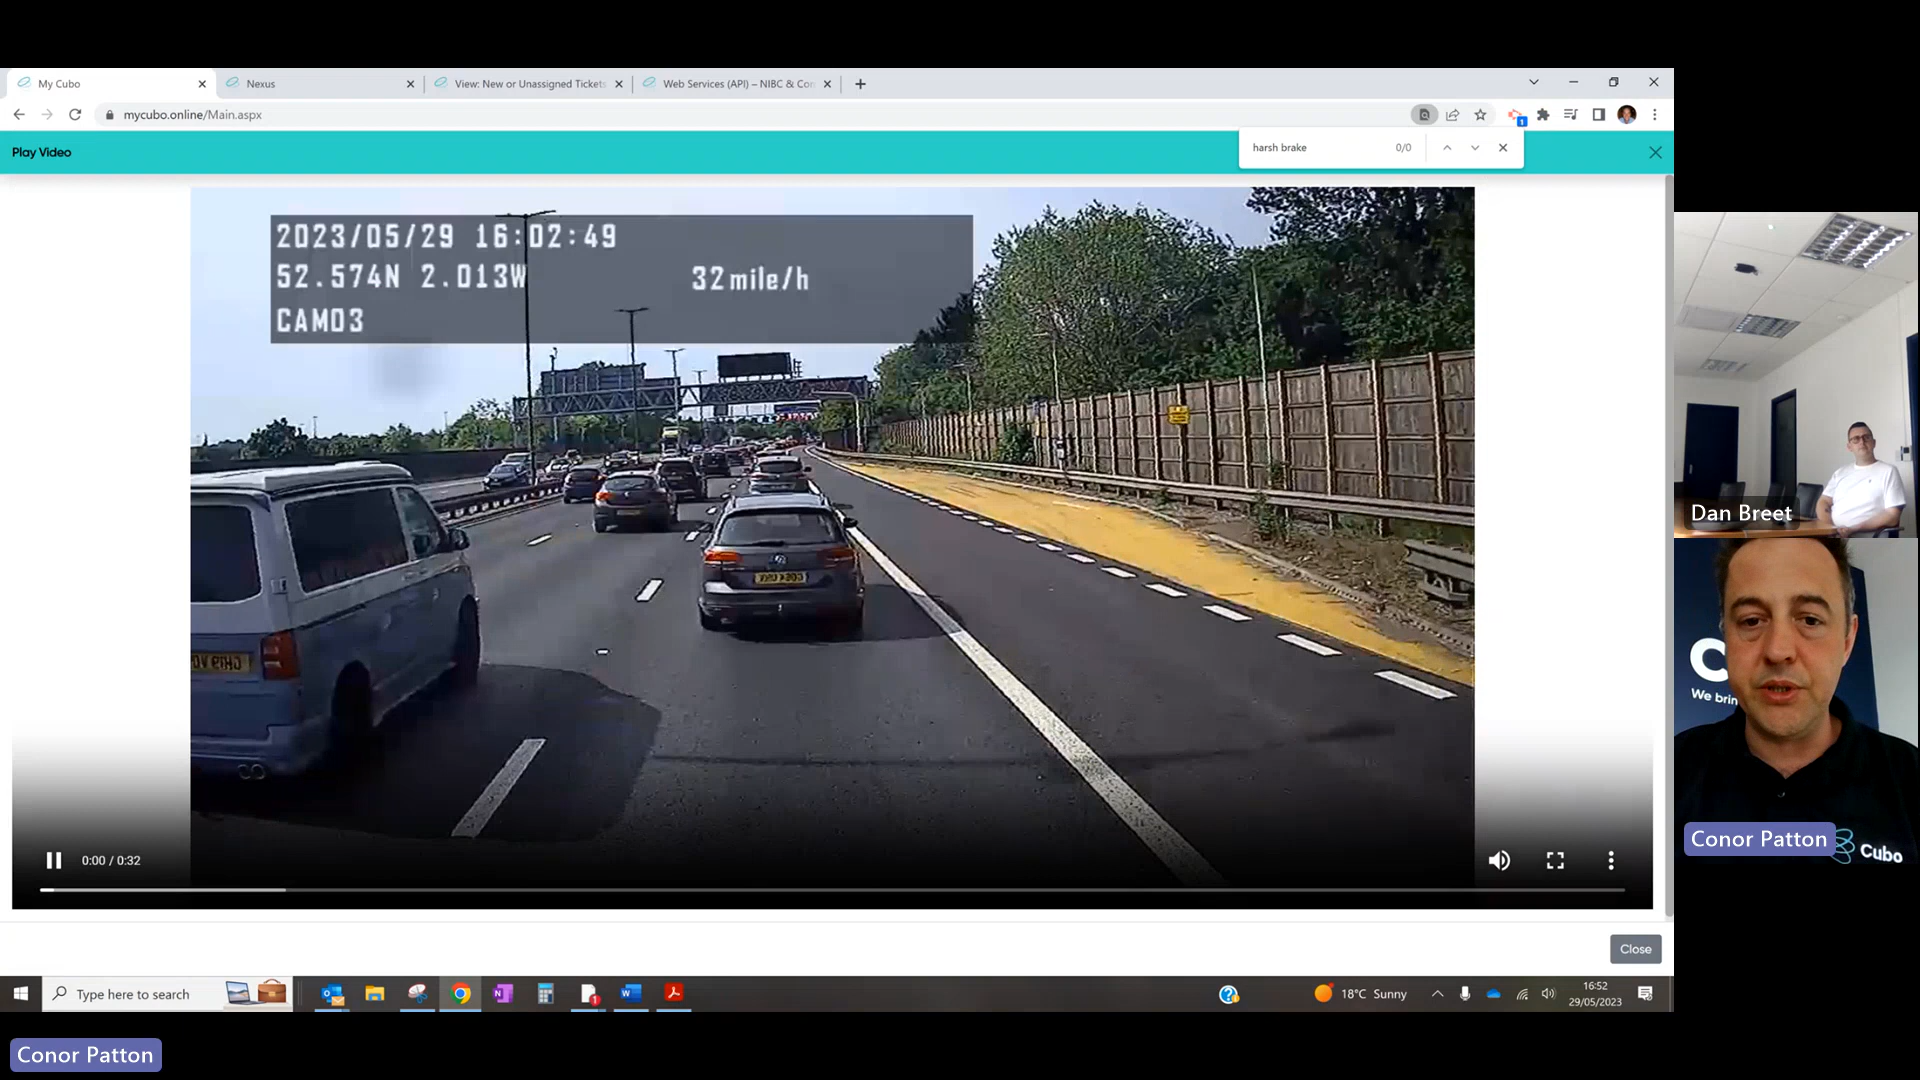 My Cubo
Nexus
View: New or Unassigned Tickets
Web Services (API) – NIBC & Con
mycubo.online/Main.aspx
1
Play Video
harsh brake 0/0
2023/05/29 16:02:49
52.574N 2.013W 32mile/h
CAM03
0:00 / 0:32
Close
Type here to search
1
18°C Sunny
16:52
29/05/2023
Dan Breet
C
We brin
Conor Patton
Cubo
Conor Patton